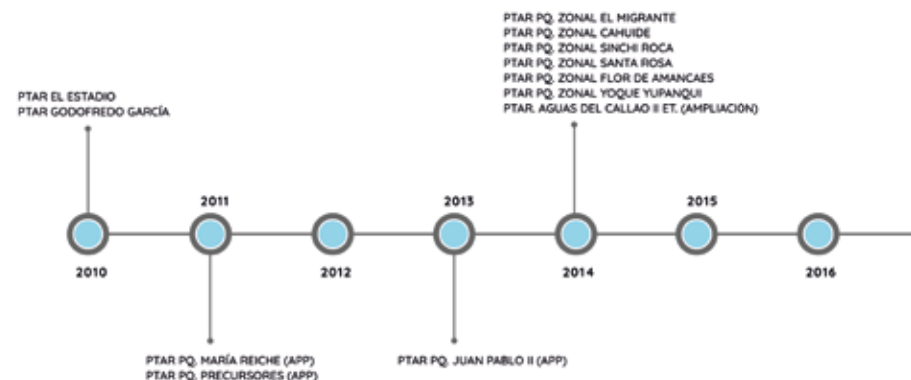 PTAR PQ. ZONAL EL MIGRANTE
PTAR PQ. ZONAL CAHUIDE
PTAR PQ. ZONAL SINCHI ROCA
PTAR PQ. ZONAL SANTA ROSA
PTAR PQ. ZONAL FLOR DE AMANCAES
PTAR PQ. ZONAL YOQUE YUPANQUI
PTAR. AGUAS DEL CALLAO II ET. (AMPLIACIÓN)
PTAR EL ESTADIO
PTAR GODOFREDO GARCÍA
2011
2013
2015
2010
2012
2014
2016
PTAR PQ. MARÍA REICHE (APP)
PTAR PQ. PRECURSORES (APP)
PTAR PQ. JUAN PABLO II (APP)